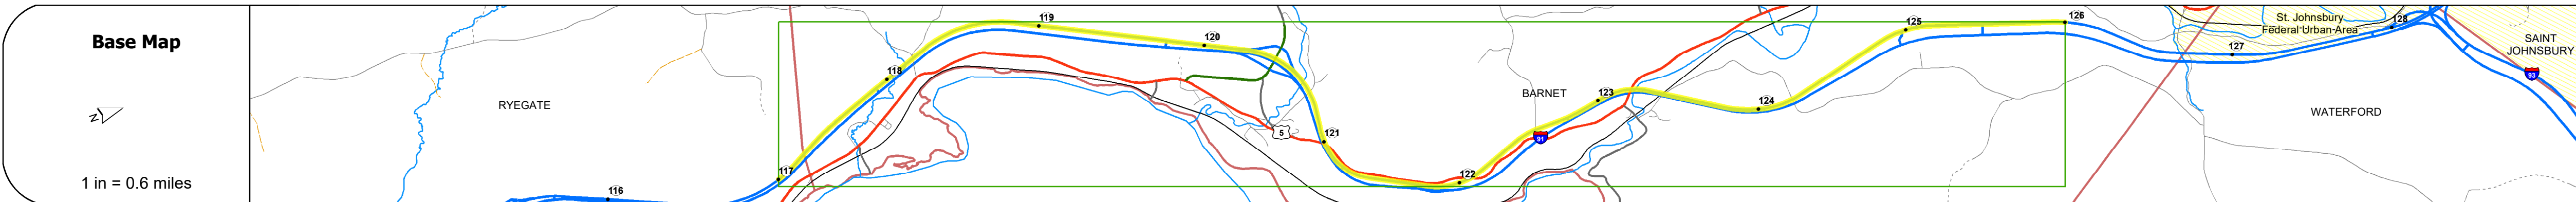 Base Map
N
1 in = 0.6 miles
RYEGATE
116
117
118
119
120
5
121
122
BARNET
91
123
124
125
126
127
St. Johnsbury
Federal-Urban-Area
128
SAINT
JOHNSBURY
93
WATERFORD